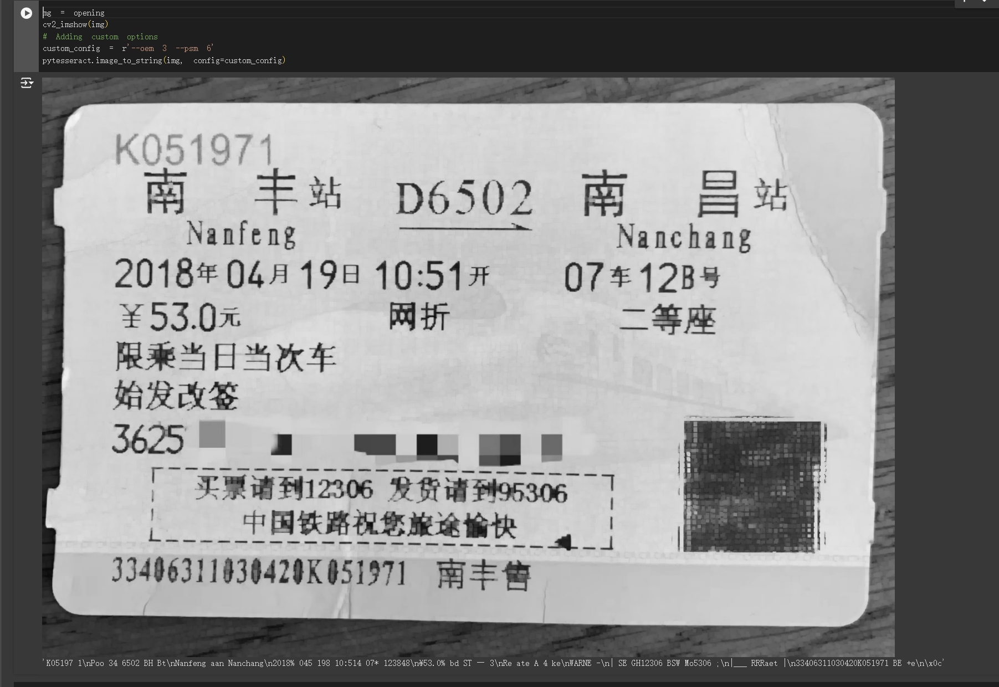 mg = opening
cv2_imshow(img)
# Adding custom options
custom_config = r'--oem 3 --psm 6'
pytesseract.image_to_string(img, config=custom_config)
K051971
南 丰站 D6502 南 昌站
Nanfeng Nanchang
2018年04月19日 10:51开 07车12B号
¥53.0元 网折 二等座
限乘当日当次车
始发改签
3625
买票请到12306 发货请到95306
中国铁路祝您旅途愉快
33406311030420K051971 南丰售
'K05197 1\nPoo 34 6502 BH Bt\nNanfeng aan Nanchang\n2018% 045 198 10:514 07* 123848\n¥53.0% bd ST 一 3\nRe ate A 4 ke\nWARNE -\n| SE GH12306 BSW Mo5306 ;\n|___ RRRaet |\n33406311030420K051971 BE +e\n\x0c'